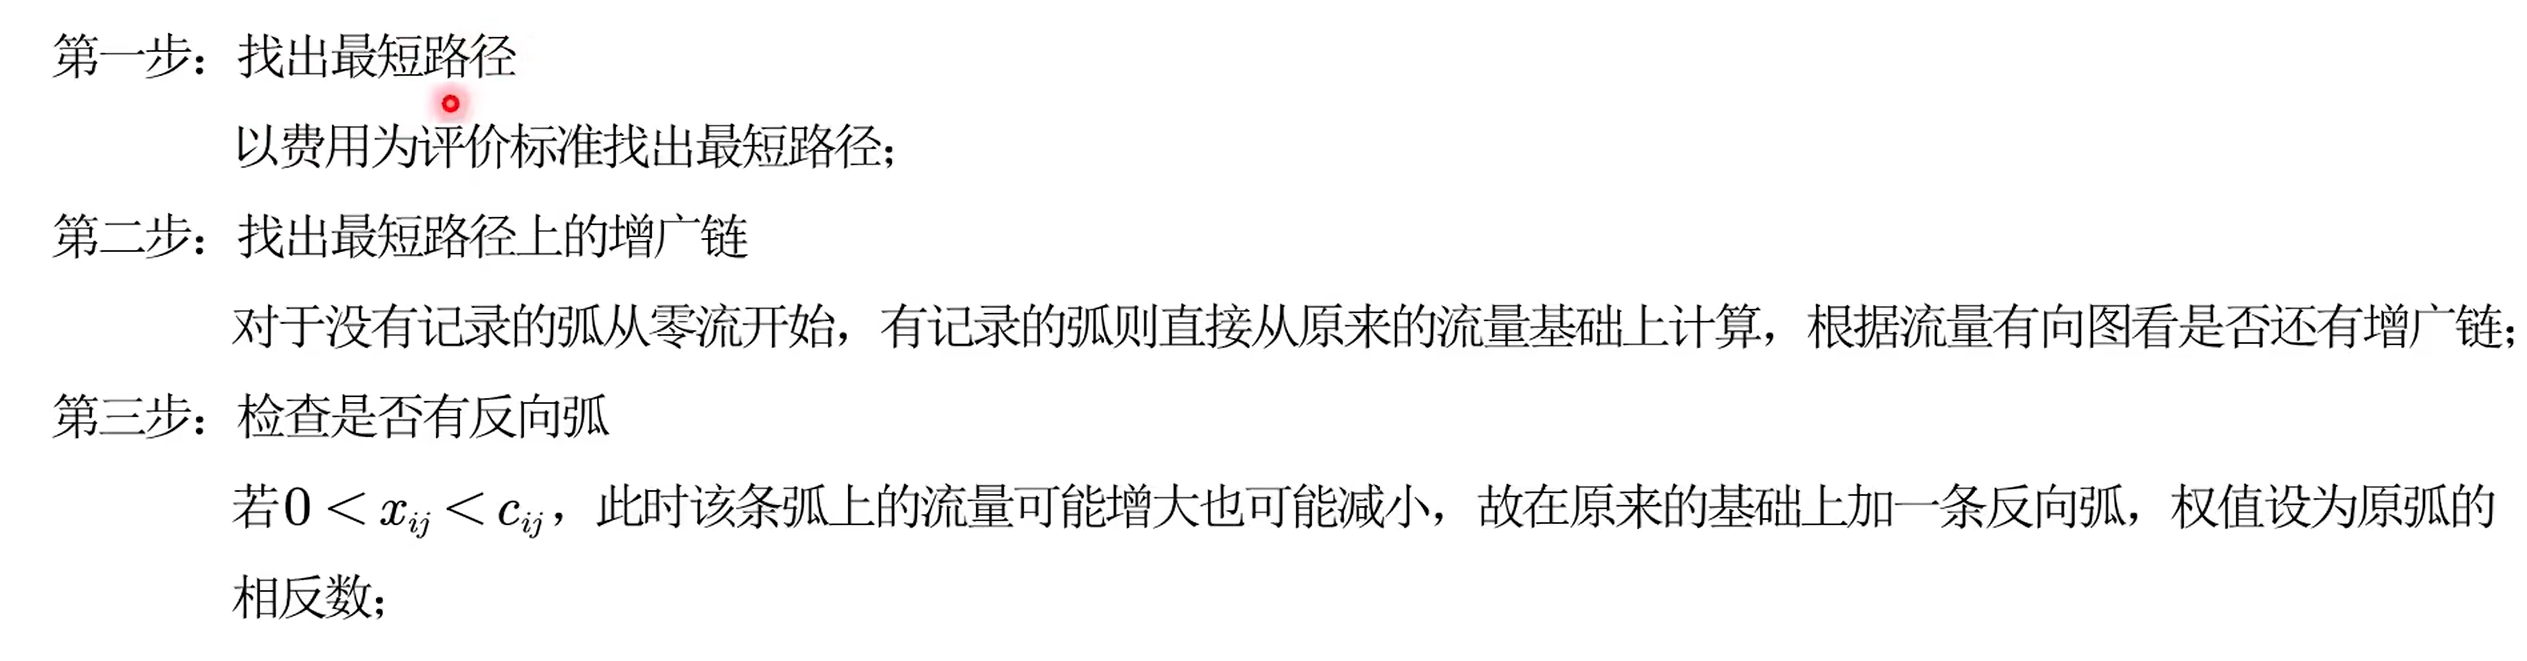 第一步：找出最短路径
以费用为评价标准找出最短路径；
第二步：找出最短路径上的增广链
对于没有记录的弧从零流开始，有记录的弧则直接从原来的流量基础上计算，根据流量有向图看是否还有增广链；
第三步：检查是否有反向弧
若0 < x_{ij} < c_{ij}，此时该条弧上的流量可能增大也可能减小，故在原来的基础上加一条反向弧，权值设为原弧的
相反数；